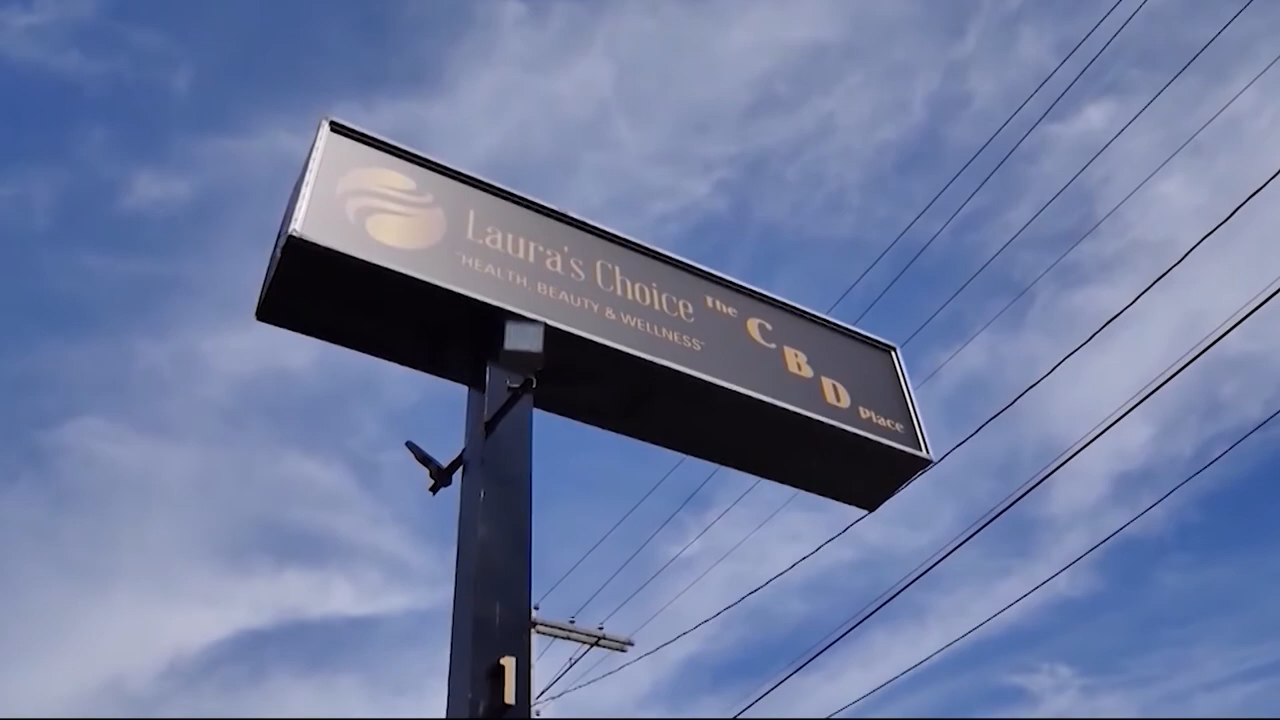 Laura's Choice
"HEALTH, BEAUTY & WELLNESS"
The
CBD
Place
1